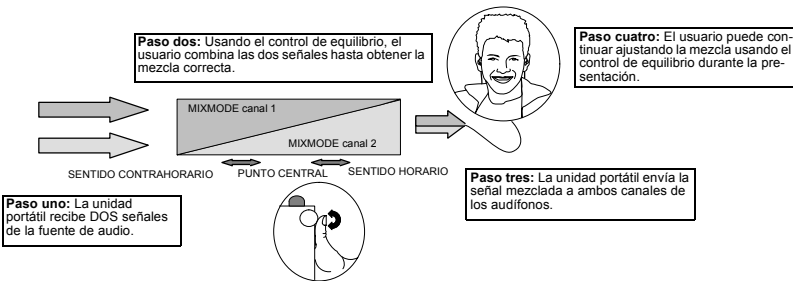 Paso dos: Usando el control de equilibrio, el
usuario combina las dos señales hasta obtener la
mezcla correcta.
Paso cuatro: El usuario puede con-
tinuar ajustando la mezcla usando el
control de equilibrio durante la pre-
sentación.
MIXMODE canal 1
MIXMODE canal 2
SENTIDO CONTRAHORARIO PUNTO CENTRAL SENTIDO HORARIO
Paso tres: La unidad portátil envía la
señal mezclada a ambos canales de
los audífonos.
Paso uno: La unidad
portátil recibe DOS señales
de la fuente de audio.